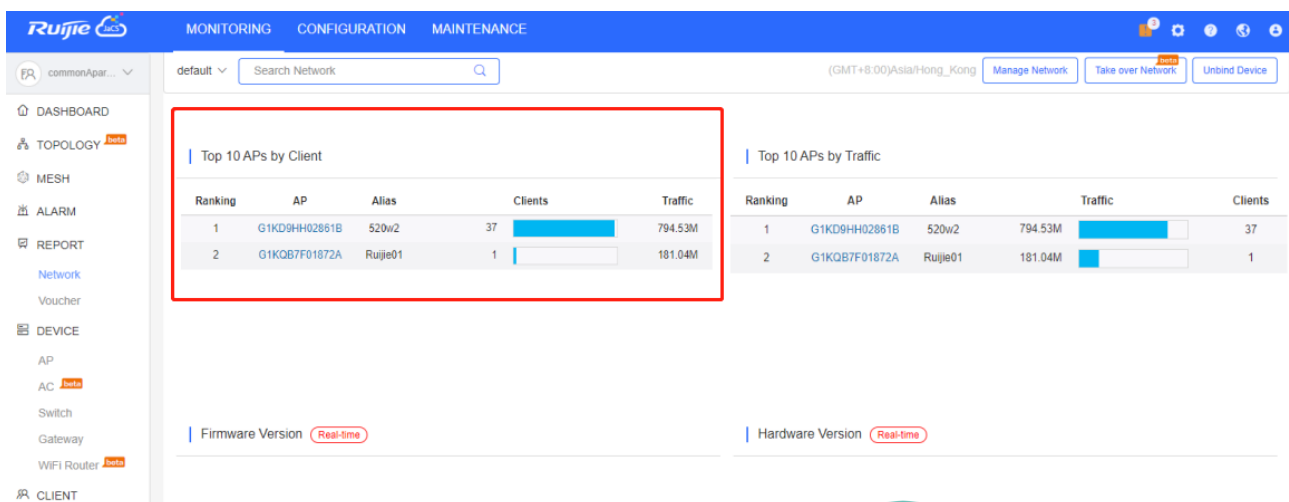 Ruijie JaCS MONITORING CONFIGURATION MAINTENANCE 3
commonApar... default Search Network (GMT+8:00)Asia/Hong_Kong Manage Network Take over Network beta Unbind Device
DASHBOARD
TOPOLOGY beta
MESH
ALARM
REPORT
Network
Voucher
DEVICE
AP
AC beta
Switch
Gateway
WiFi Router beta
CLIENT
Top 10 APs by Client
Ranking AP Alias Clients Traffic
1 G1KD9HH02861B 520w2 37 794.53M
2 G1KQB7F01872A Ruijie01 1 181.04M
Top 10 APs by Traffic
Ranking AP Alias Traffic Clients
1 G1KD9HH02861B 520w2 794.53M 37
2 G1KQB7F01872A Ruijie01 181.04M 1
Firmware Version Real-time
Hardware Version Real-time